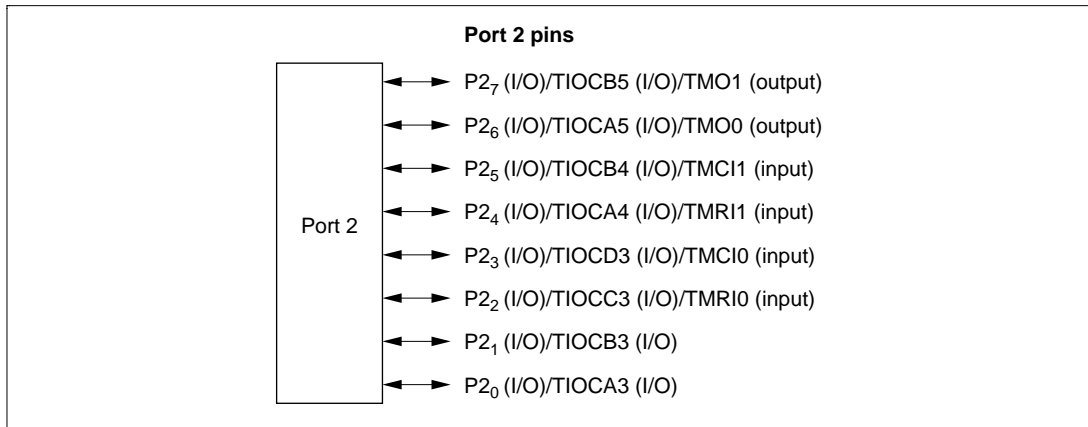 Port 2 pins
P2₇ (I/O)/TIOCB5 (I/O)/TMO1 (output)
P2₆ (I/O)/TIOCA5 (I/O)/TMO0 (output)
P2₅ (I/O)/TIOCB4 (I/O)/TMCI1 (input)
P2₄ (I/O)/TIOCA4 (I/O)/TMRI1 (input)
Port 2
P2₃ (I/O)/TIOCD3 (I/O)/TMCI0 (input)
P2₂ (I/O)/TIOCC3 (I/O)/TMRI0 (input)
P2₁ (I/O)/TIOCB3 (I/O)
P2₀ (I/O)/TIOCA3 (I/O)